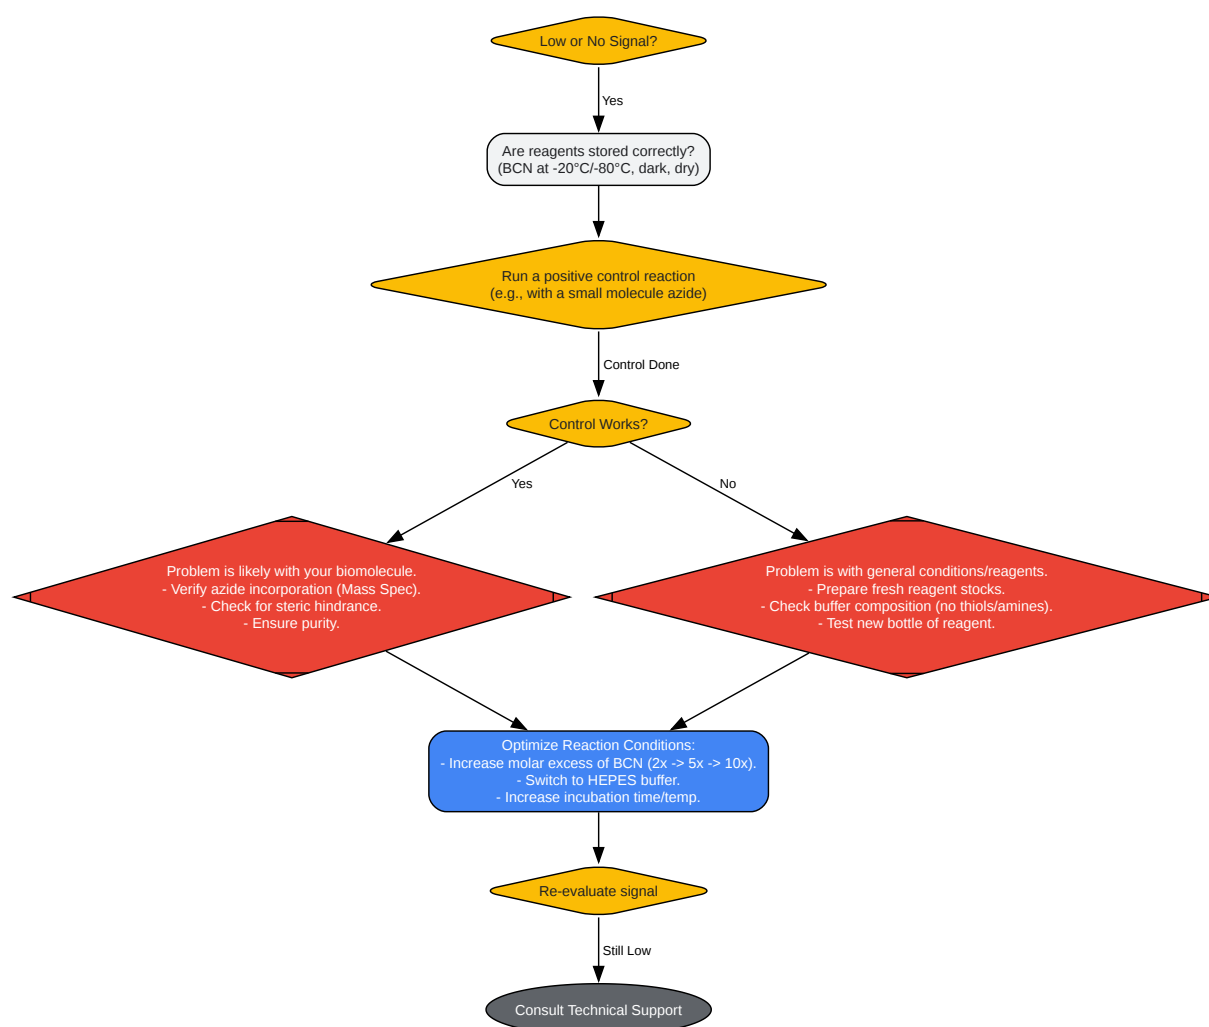 Low or No Signal?
Yes
Are reagents stored correctly?
(BCN at -20°C/-80°C, dark, dry)
Run a positive control reaction
(e.g., with a small molecule azide)
Control Done
Control Works?
Yes
No
Problem is likely with your biomolecule.
- Verify azide incorporation (Mass Spec).
- Check for steric hindrance.
- Ensure purity.
Problem is with general conditions/reagents.
- Prepare fresh reagent stocks.
- Check buffer composition (no thiols/amines).
- Test new bottle of reagent.
Optimize Reaction Conditions:
- Increase molar excess of BCN (2x -> 5x -> 10x).
- Switch to HEPES buffer.
- Increase incubation time/temp.
Re-evaluate signal
Still Low
Consult Technical Support